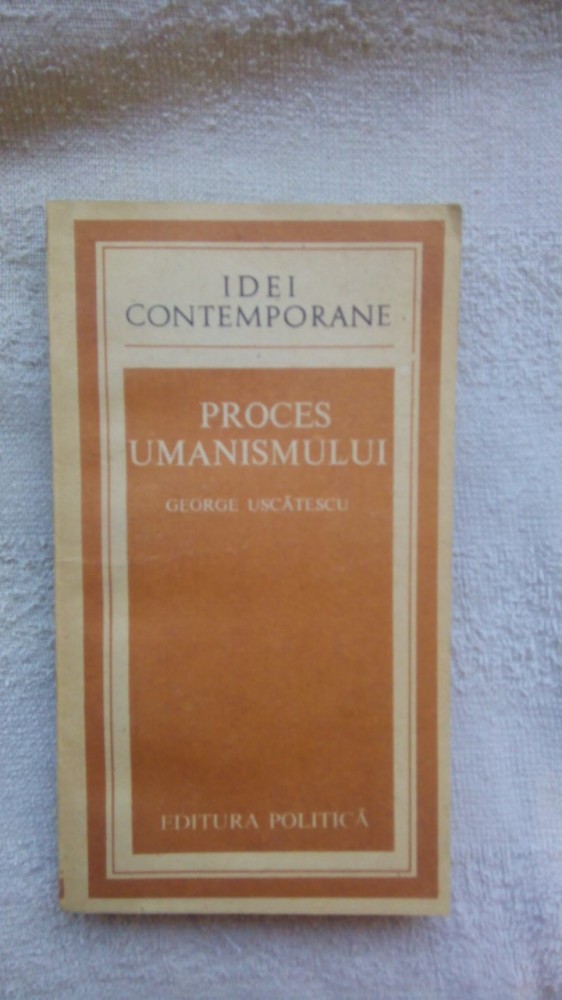 IDEI
CONTEMPORANE
PROCES
UMANISMULUI
GEORGE USCĂTESCU
EDITURA POLITICĂ